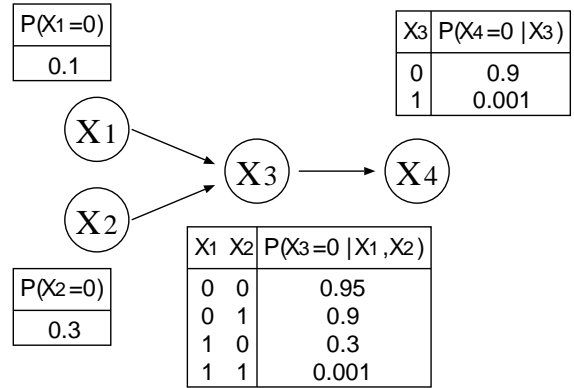 P(X1=0)
0.1
X3 P(X4=0 | X3)
0 0.9
1 0.001
X1
X3
X4
X2
P(X2=0)
0.3
X1 X2 P(X3=0 | X1,X2)
0 0 0.95
0 1 0.9
1 0 0.3
1 1 0.001